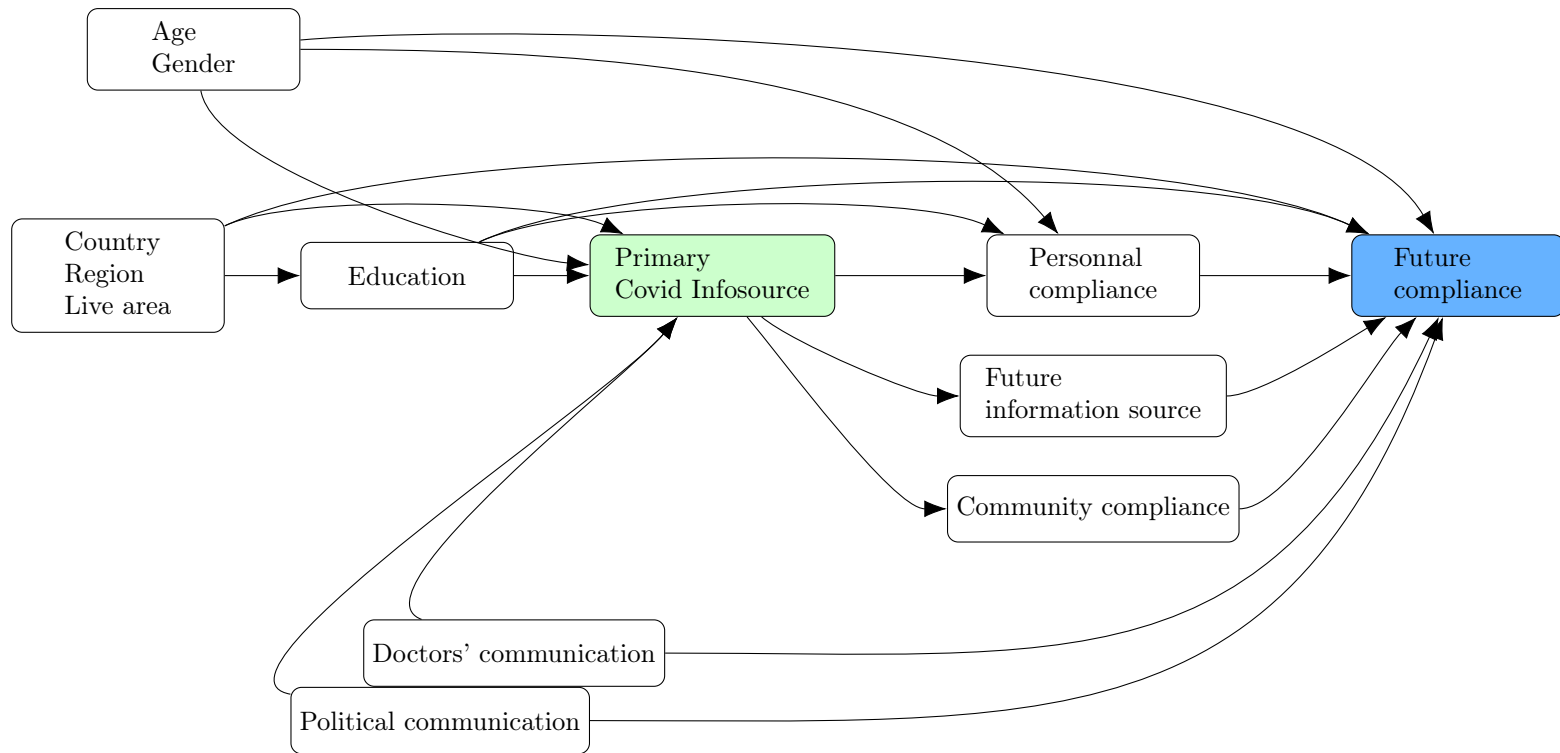 Age
Gender
Country
Region
Live area
Education
Primary
Covid Infosource
Personnal
compliance
Future
compliance
Future
information source
Community compliance
Doctors' communication
Political communication